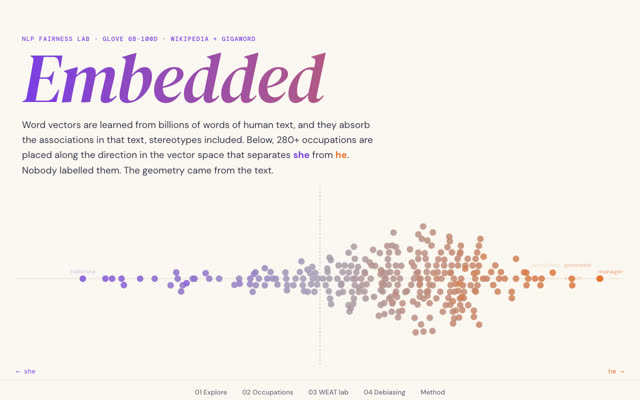 NLP FAIRNESS LAB · GLOVE 6B-100D · WIKIPEDIA + GIGAWORD
Embedded
Word vectors are learned from billions of words of human text, and they absorb
the associations in that text, stereotypes included. Below, 280+ occupations are
placed along the direction in the vector space that separates she from he.
Nobody labelled them. The geometry came from the text.
manager
← she
he →
01 Explore
02 Occupations
03 WEAT lab
04 Debiasing
Method